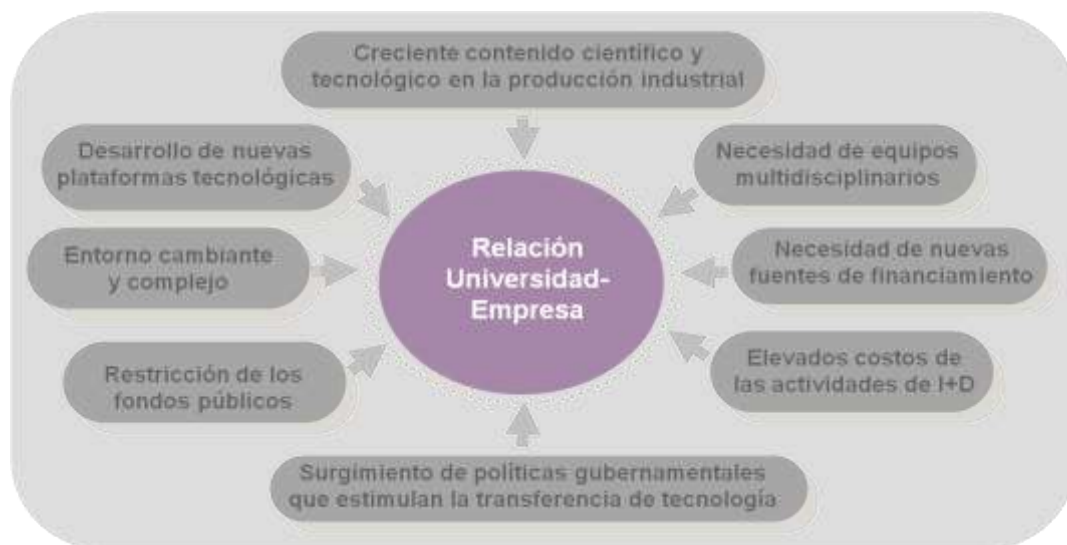 Creciente contenido científico y
tecnológico en la producción industrial
Desarrollo de nuevas
plataformas tecnológicas
Necesidad de equipos
multidisciplinarios
Entorno cambiante
y complejo
Relación
Universidad-
Empresa
Necesidad de nuevas
fuentes de financiamiento
Restricción de los
fondos públicos
Elevados costos de
las actividades de I+D
Surgimiento de políticas gubernamentales
que estimulan la transferencia de tecnología